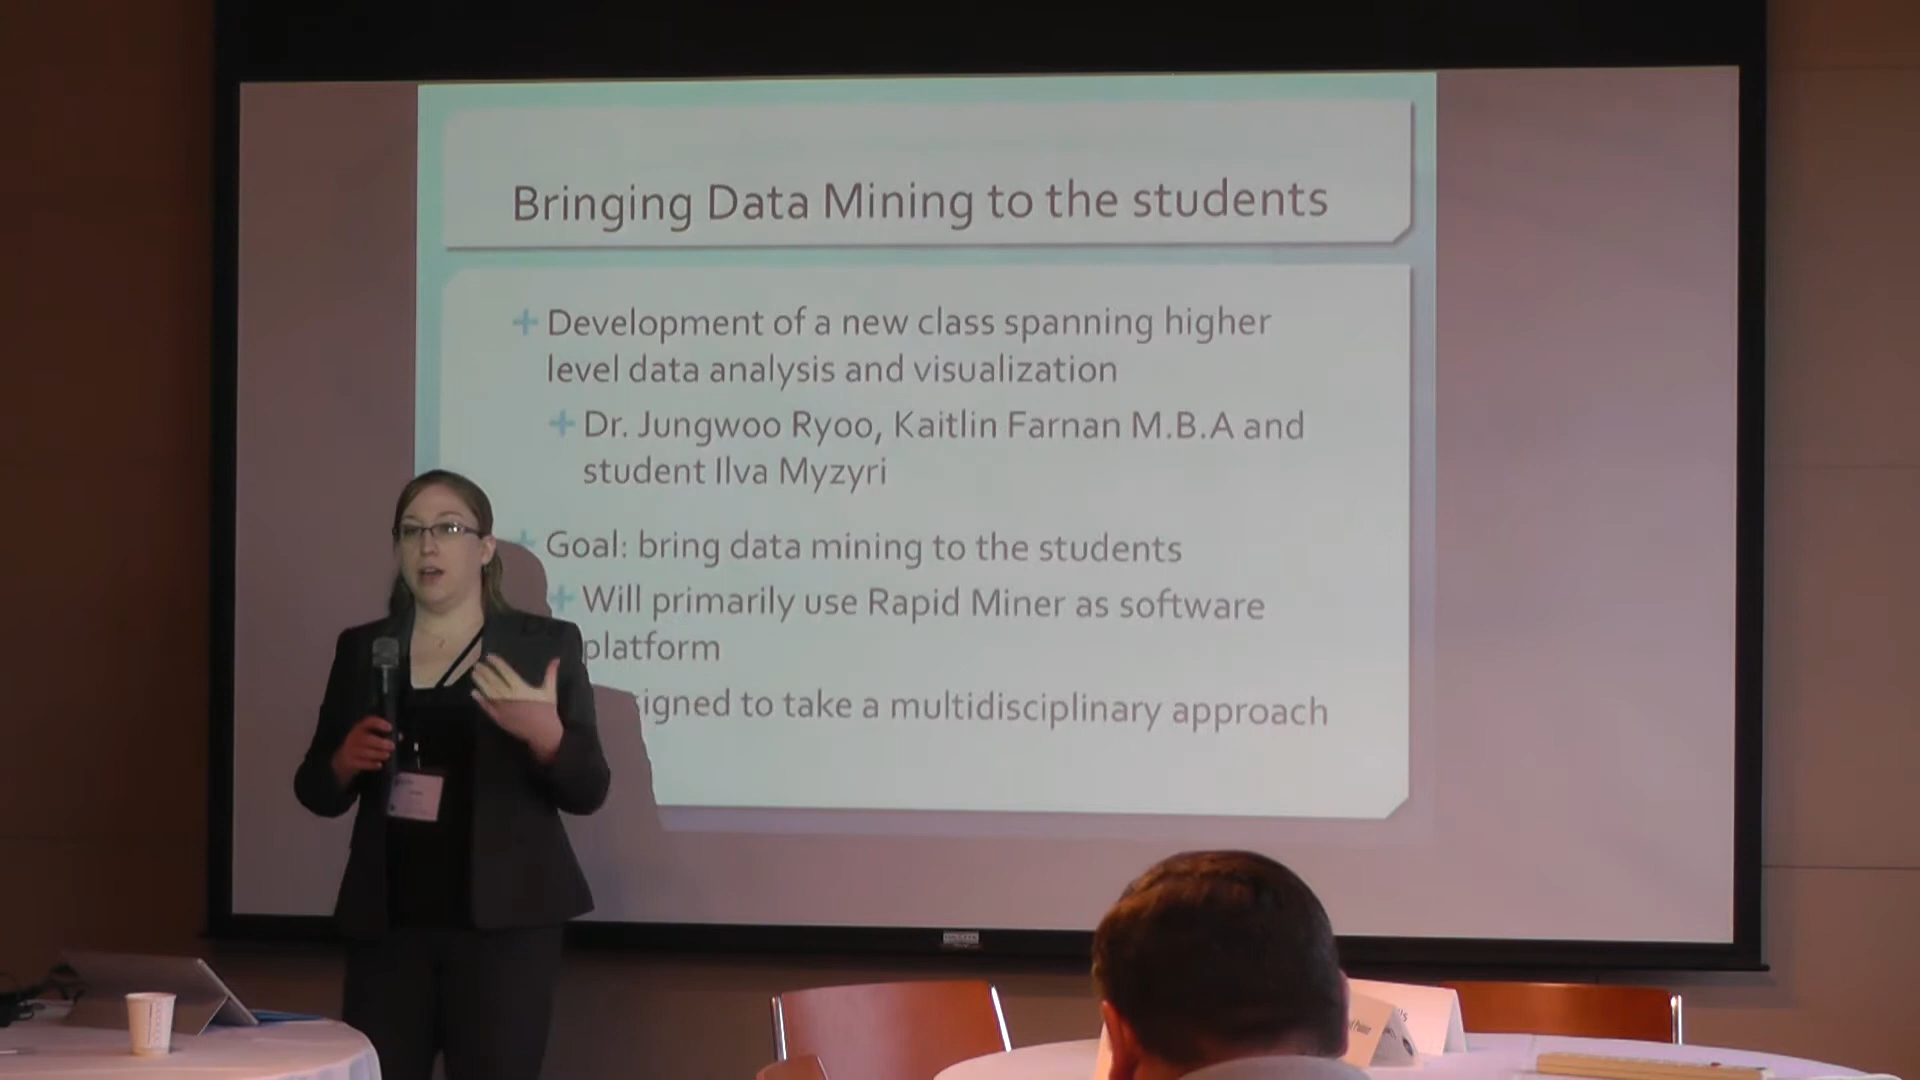 Bringing Data Mining to the students
Development of a new class spanning higher
level data analysis and visualization
Dr. Jungwoo Ryoo, Kaitlin Farnan M.B.A and
student Ilva Myzyri
Goal: bring data mining to the students
Will primarily use Rapid Miner as software
platform
to take a multidisciplinary approach